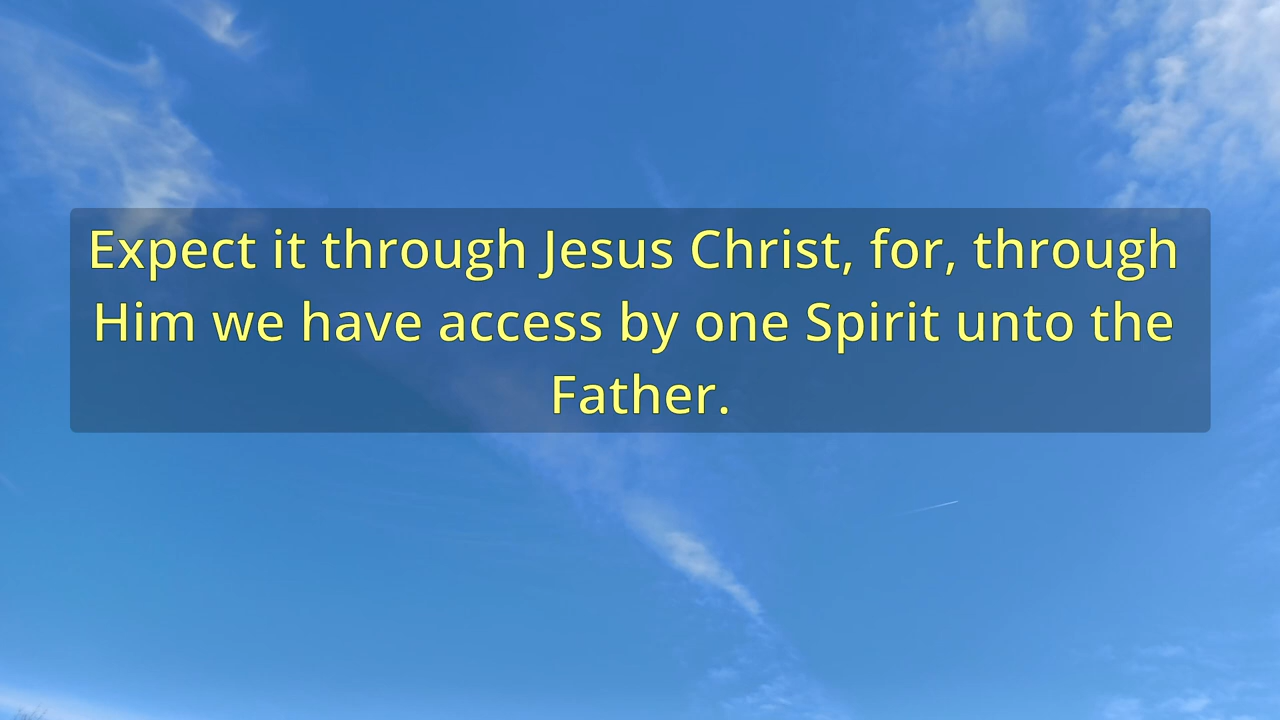 Expect it through Jesus Christ, for, through
Him we have access by one Spirit unto the
Father.